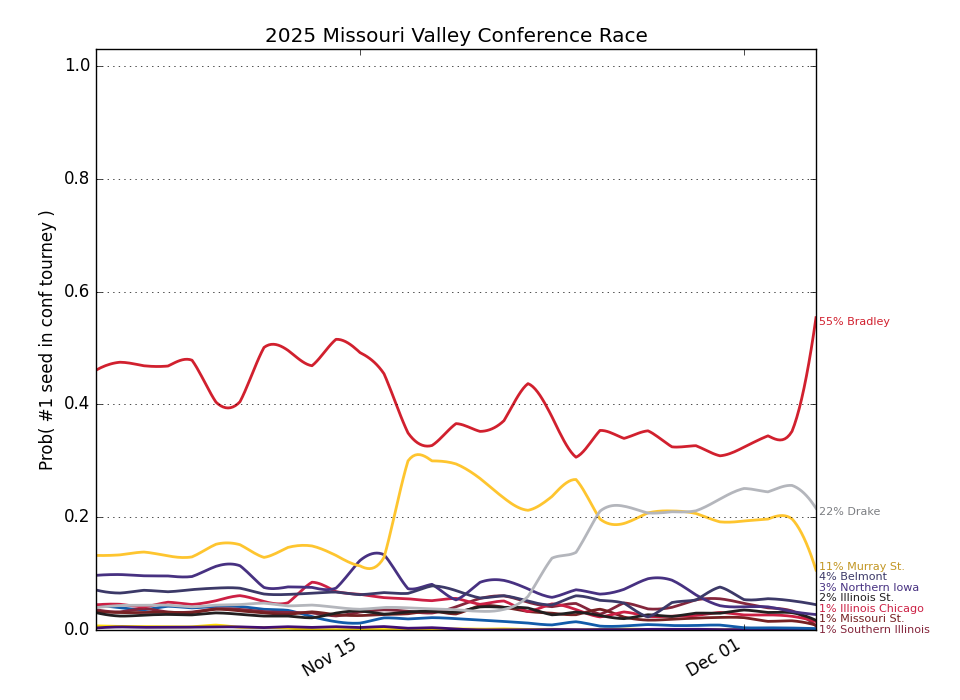 2025 Missouri Valley Conference Race
1.0
0.8
0.6
0.4
0.2
0.0
Prob( #1 seed in conf tourney )
Nov 15
Dec 01
55% Bradley
22% Drake
11% Murray St.
4% Belmont
3% Northern Iowa
2% Illinois St.
1% Illinois Chicago
1% Missouri St.
1% Southern Illinois